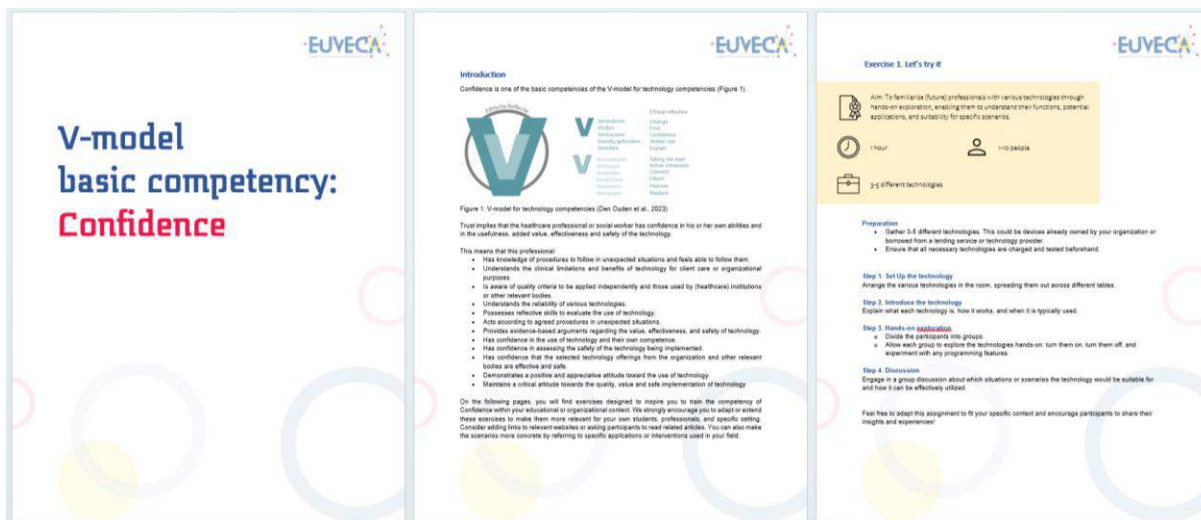 EUVECA
V-model
basic competency:
Confidence
EUVECA
Introduction
Confidence is one of the basic competencies of the V-model for technology competencies (Figure 1).
Ethical reflection
Change
Confidence
Skilled use
Explain
Taking the lead
Connect
Inform
Figure 1. V-model for technology competencies (Den Ouden et al., 2023)
Trust implies that the healthcare professional or social worker has confidence in his or her own abilities and
in the usefulness, added value, effectiveness and safety of the technology.
This means that this professional:
• Has knowledge of procedures to follow in unexpected situations and feels able to follow them.
• Understands the clinical limitations and benefits of technology for client care or organizational
purposes.
• Is aware of quality criteria to be applied independently and those used by (healthcare) institutions
or other relevant bodies.
• Understands the reliability of various technologies.
• Possesses reflective skills to evaluate the use of technology.
• Acts according to agreed procedures in unexpected situations.
• Provides evidence-based arguments regarding the value, effectiveness, and safety of technology.
• Has confidence in the use of technology and their own competence.
• Has confidence in assessing the safety of the technology being implemented.
• Has confidence that the selected technology offerings from the organization and other relevant
bodies are effective and safe.
• Demonstrates a positive and appreciative attitude toward the use of technology.
• Maintains a critical attitude towards the quality, value and safe implementation of technology
On the following pages, you will find exercises designed to inspire you to train the competency of
Confidence within your educational or organizational context. We strongly encourage you to adapt or extend
these exercises to make them more relevant for your own students, professionals, and specific setting.
Consider adding links to relevant websites or asking participants to read related articles. You can also make
the scenarios more concrete by referring to specific applications or interventions used in your field.
EUVECA
Exercise 1. Let's try it
Aim: To familiarize (future) professionals with various technologies through
hands-on exploration, enabling them to understand their functions, potential
applications, and suitability for specific scenarios.
1 hour
1-10 people
3-5 different technologies
Preparation
• Gather 3-5 different technologies. This could be devices already owned by your organization or
borrowed from a lending service or technology provider.
• Ensure that all necessary technologies are charged and tested beforehand.
Step 1. Set Up the technology
Arrange the various technologies in the room, spreading them out across different tables.
Step 2. Introduce the technology
Explain what each technology is, how it works, and when it is typically used.
Step 3. Hands-on exploration
o Divide the participants into groups.
o Allow each group to explore the technologies hands-on: turn them on, turn them off, and
experiment with any programming features.
Step 4. Discussion
Engage in a group discussion about which situations or scenarios the technology would be suitable for
and how it can be effectively utilized.
Feel free to adapt this assignment to fit your specific context and encourage participants to share their
insights and experiences!